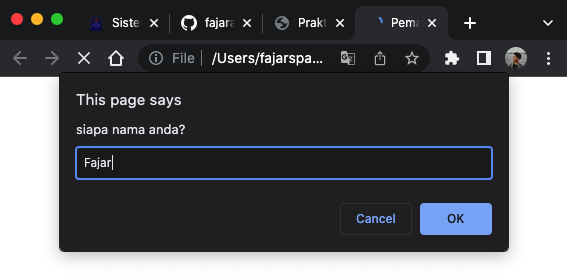 Siste
fajara
Prakt
Pema
File
/Users/fajarspa...
This page says
siapa nama anda?
Fajar
Cancel
OK